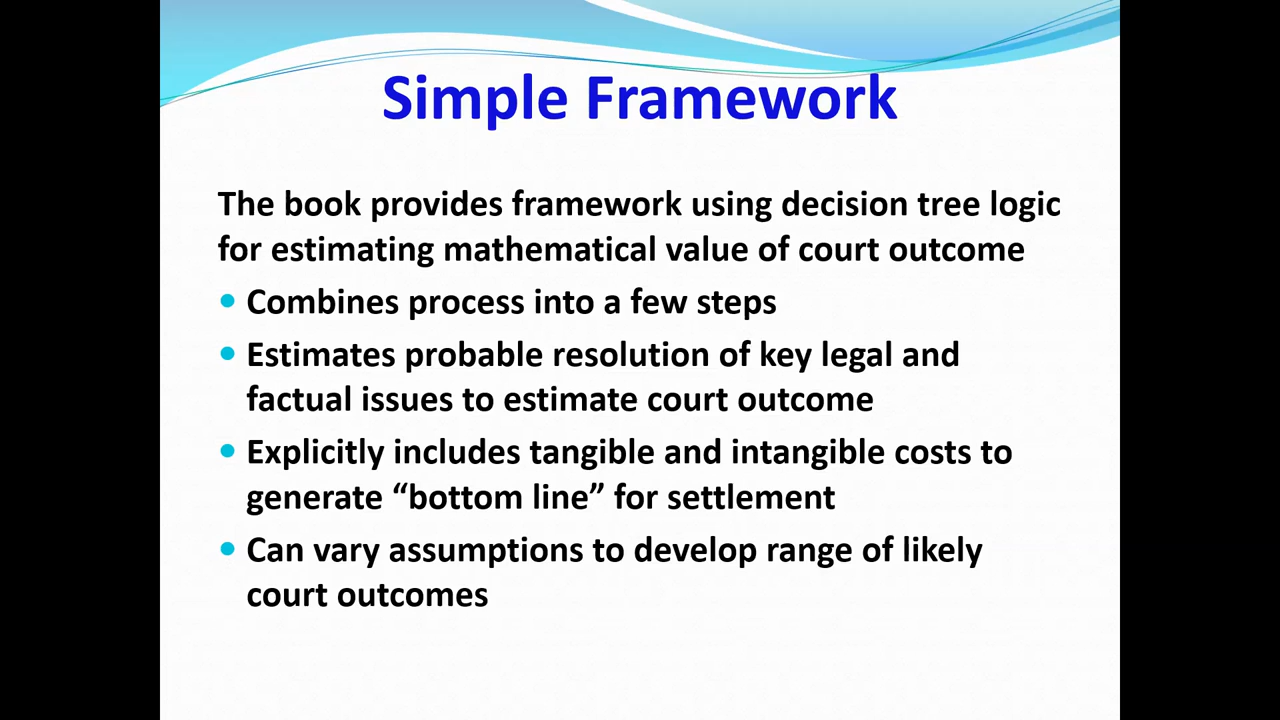 Simple Framework
The book provides framework using decision tree logic
for estimating mathematical value of court outcome
• Combines process into a few steps
• Estimates probable resolution of key legal and
factual issues to estimate court outcome
• Explicitly includes tangible and intangible costs to
generate “bottom line” for settlement
• Can vary assumptions to develop range of likely
court outcomes